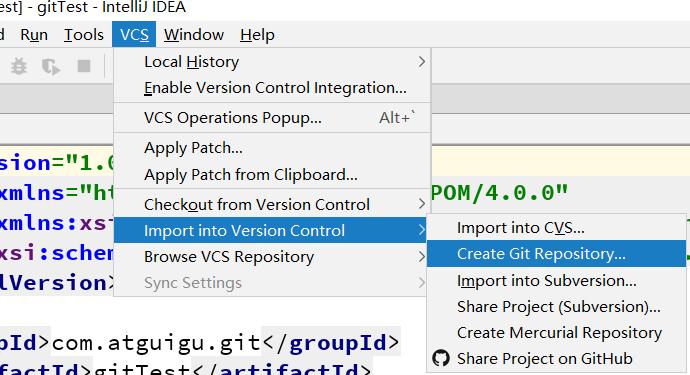 est] - gitTest - IntelliJ IDEA
d Run Tools VCS Window Help
Local History
Enable Version Control Integration...
VCS Operations Popup... Alt+`
Apply Patch...
Apply Patch from Clipboard...
Checkout from Version Control
Import into Version Control
Browse VCS Repository
Sync Settings
Import into CVS...
Create Git Repository...
Import into Subversion...
Share Project (Subversion)...
Create Mercurial Repository
Share Project on GitHub
sion="1.0
xmlns="ht POM/4.0.0"
xmlns:xsi
xsi:schem
lVersion>
pId>com.atguigu.git</groupId>
ifactId>gitTest</artifactId>